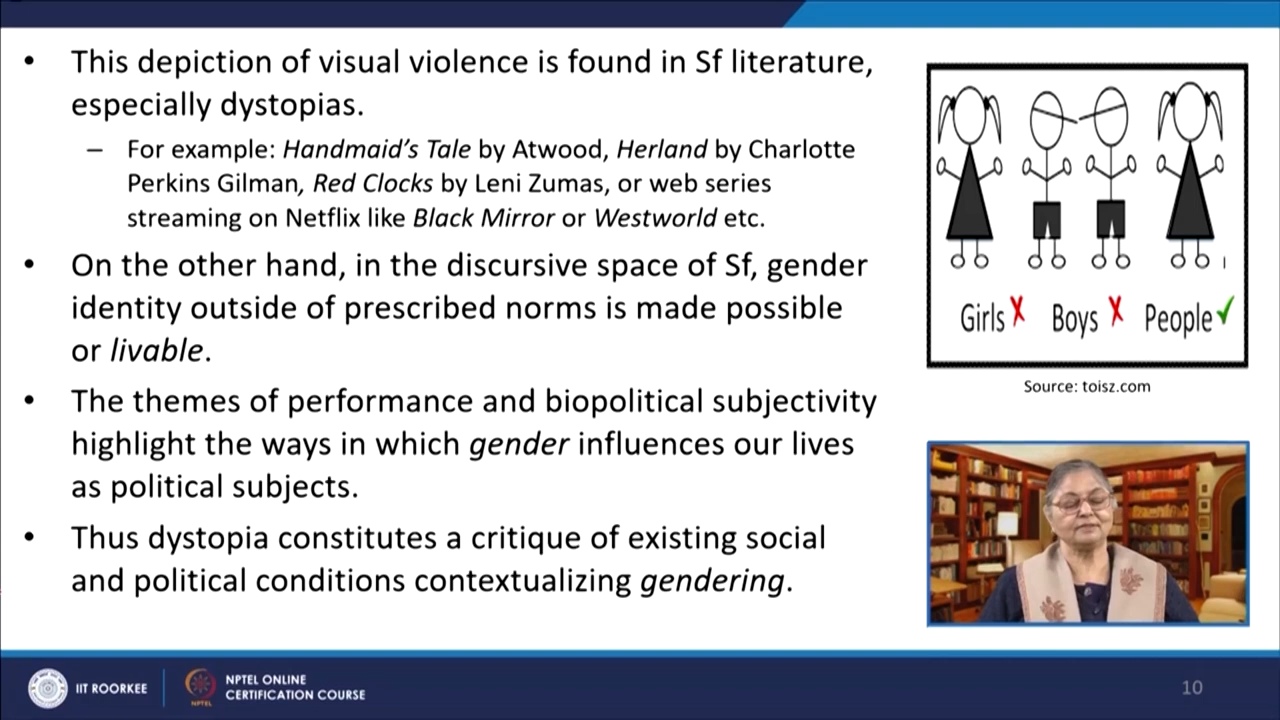 • This depiction of visual violence is found in Sf literature,
especially dystopias.
– For example: Handmaid’s Tale by Atwood, Herland by Charlotte
Perkins Gilman, Red Clocks by Leni Zumas, or web series
streaming on Netflix like Black Mirror or Westworld etc.
• On the other hand, in the discursive space of Sf, gender
identity outside of prescribed norms is made possible
or livable.
• The themes of performance and biopolitical subjectivity
highlight the ways in which gender influences our lives
as political subjects.
• Thus dystopia constitutes a critique of existing social
and political conditions contextualizing gendering.
Girls ✗ Boys ✗ People ✓
Source: toisz.com
IIT ROORKEE
NPTEL
NPTEL ONLINE
CERTIFICATION COURSE
10